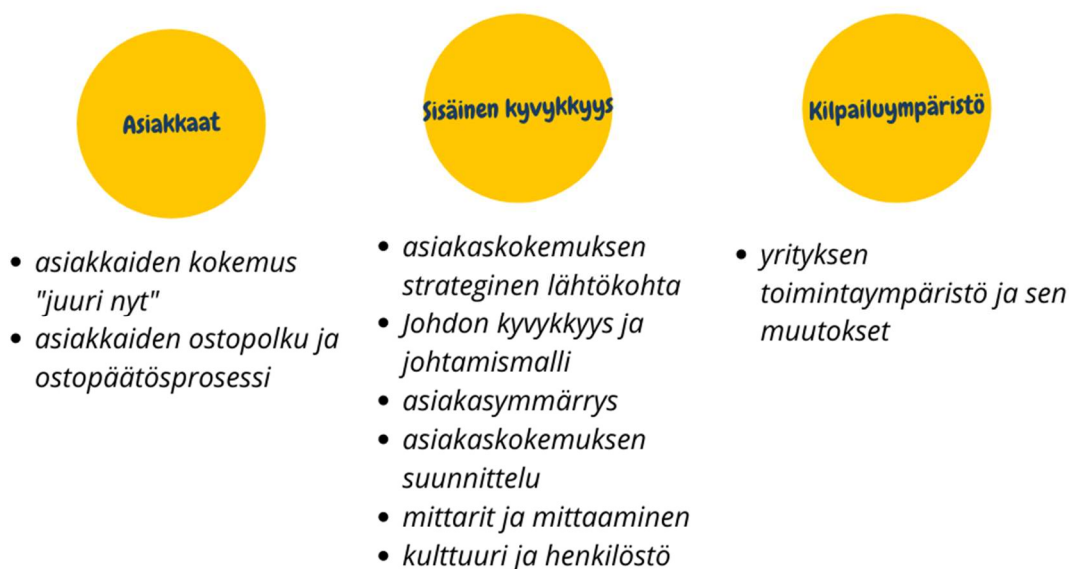 Asiakkaat
• asiakkaiden kokemus
"juuri nyt"
• asiakkaiden ostopolku ja
ostopäätösprosessi
Sisäinen kyvykkyys
• asiakaskokemuksen
strateginen lähtökohta
• Johdon kyvykkyys ja
johtamismalli
• asiakasymmärrys
• asiakaskokemuksen
suunnittelu
• mittarit ja mittaaminen
• kulttuuri ja henkilöstö
Kilpailuympäristö
• yrityksen
toimintaympäristö ja sen
muutokset